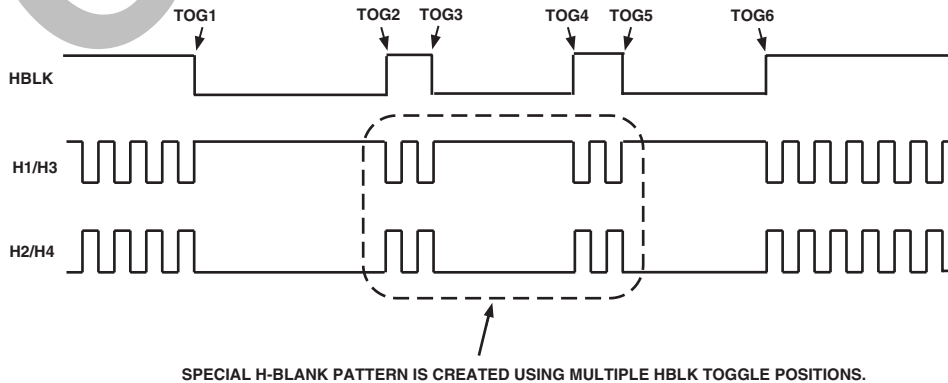 TOG1 TOG2 TOG3 TOG4 TOG5 TOG6
HBLK
H1/H3
H2/H4
SPECIAL H-BLANK PATTERN IS CREATED USING MULTIPLE HBLK TOGGLE POSITIONS.